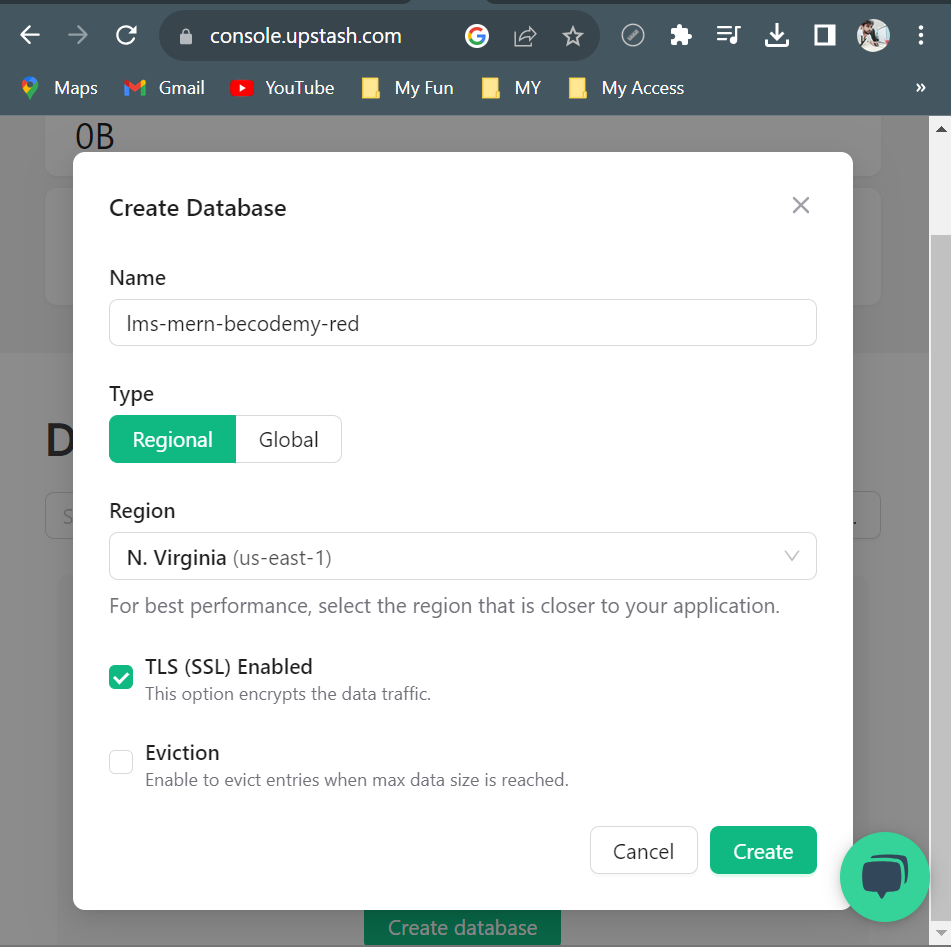 console.upstash.com
Maps Gmail YouTube My Fun MY My Access »
0B
Create Database
Name
lms-mern-becodemy-red
Type
Regional Global
D
S
Region
N. Virginia (us-east-1)
For best performance, select the region that is closer to your application.
TLS (SSL) Enabled
This option encrypts the data traffic.
Eviction
Enable to evict entries when max data size is reached.
Cancel Create
Create database